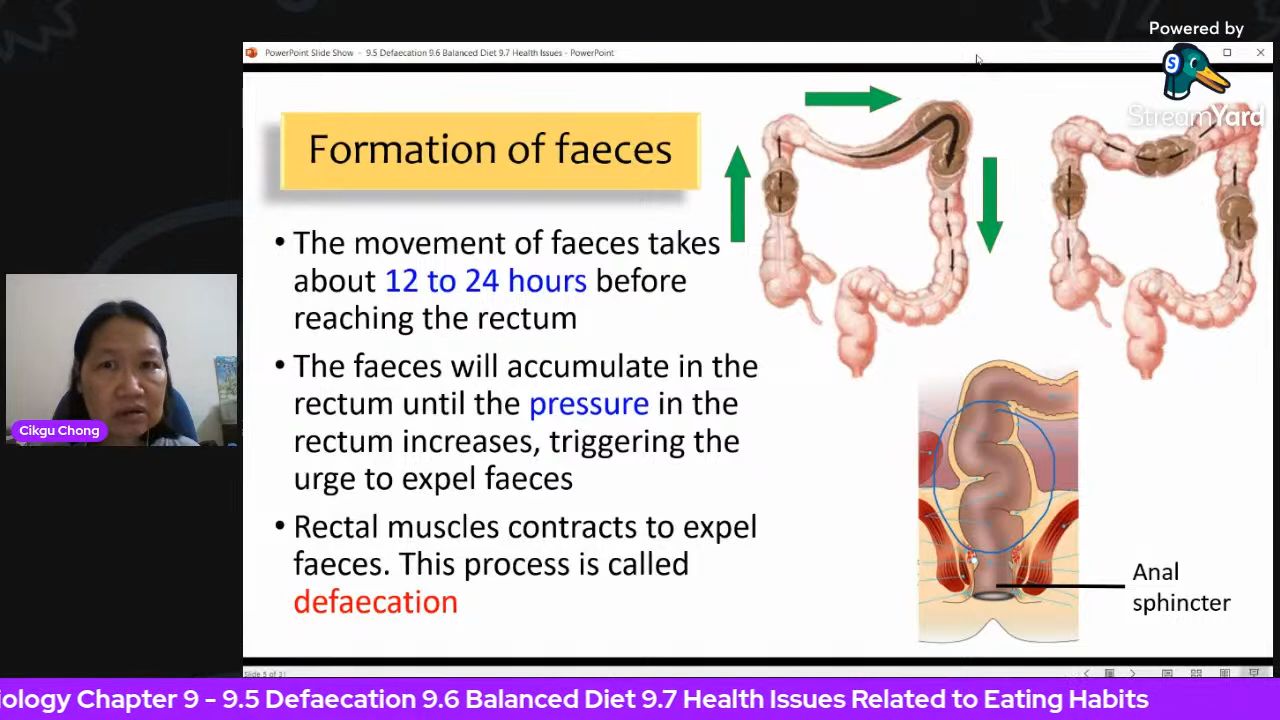 Powered by
StreamYard
PowerPoint Slide Show - 9.5 Defaecation 9.6 Balanced Diet 9.7 Health Issues - PowerPoint
Formation of faeces
• The movement of faeces takes
about 12 to 24 hours before
reaching the rectum
• The faeces will accumulate in the
rectum until the pressure in the
rectum increases, triggering the
urge to expel faeces
• Rectal muscles contracts to expel
faeces. This process is called
defaecation
Anal
sphincter
Cikgu Chong
iology Chapter 9 - 9.5 Defaecation 9.6 Balanced Diet 9.7 Health Issues Related to Eating Habits